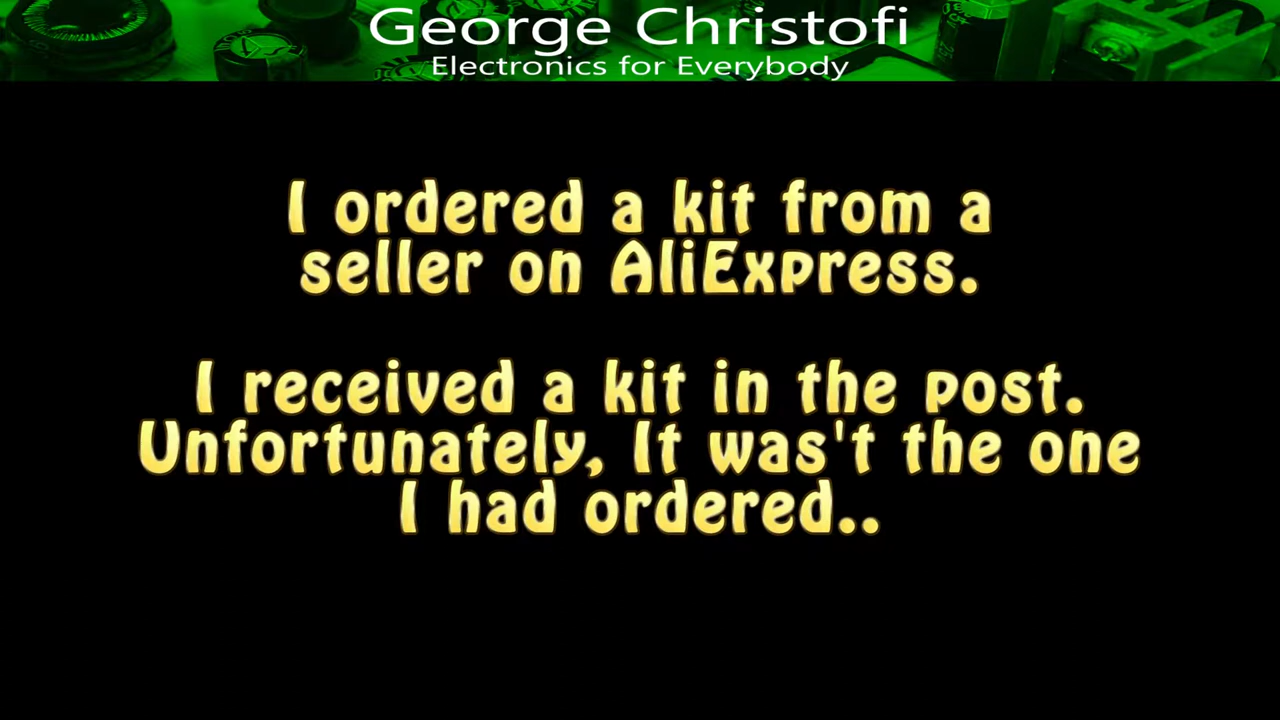 George Christofi
Electronics for Everybody
I ordered a kit from a
seller on AliExpress.
I received a kit in the post.
Unfortunately, It was't the one
I had ordered..